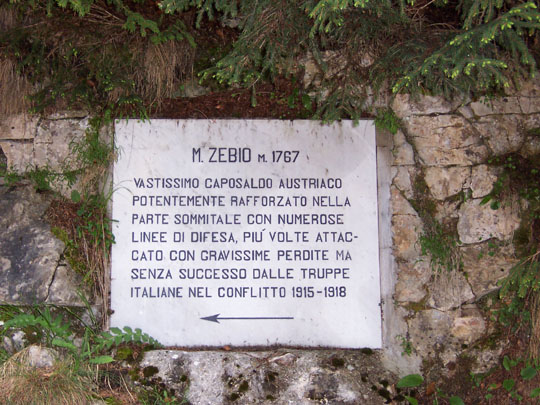 M. ZEBIO M. 1767
VASTISSIMO CAPOSALDO AUSTRIACO
POTENTEMENTE RAFFORZATO NELLA
PARTE SOMMITALE CON NUMEROSE
LINEE DI DIFESA, PIÚ VOLTE ATTAC-
CATO CON GRAVISSIME PERDITE MA
SENZA SUCCESSO DALLE TRUPPE
ITALIANE NEL CONFLITTO 1915-1918